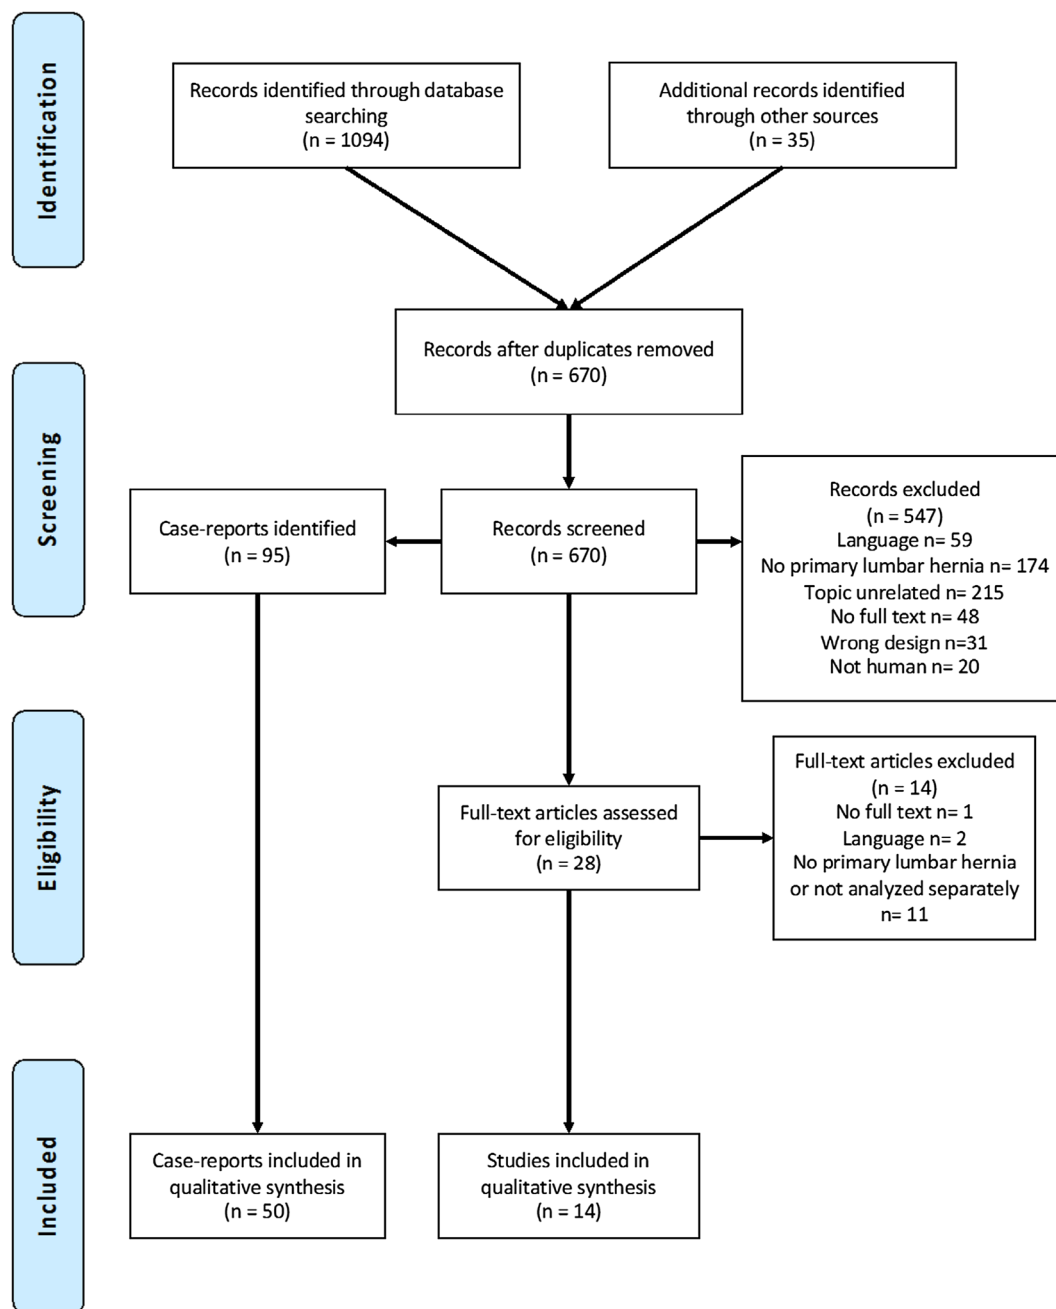 Identification
Records identified through database
searching
(n = 1094)
Additional records identified
through other sources
(n = 35)
Records after duplicates removed
(n = 670)
Screening
Case-reports identified
(n = 95)
Records screened
(n = 670)
Records excluded
(n = 547)
Language n= 59
No primary lumbar hernia n= 174
Topic unrelated n= 215
No full text n= 48
Wrong design n=31
Not human n= 20
Eligibility
Full-text articles assessed
for eligibility
(n = 28)
Full-text articles excluded
(n = 14)
No full text n= 1
Language n= 2
No primary lumbar hernia
or not analyzed separately
n= 11
Included
Case-reports included in
qualitative synthesis
(n = 50)
Studies included in
qualitative synthesis
(n = 14)